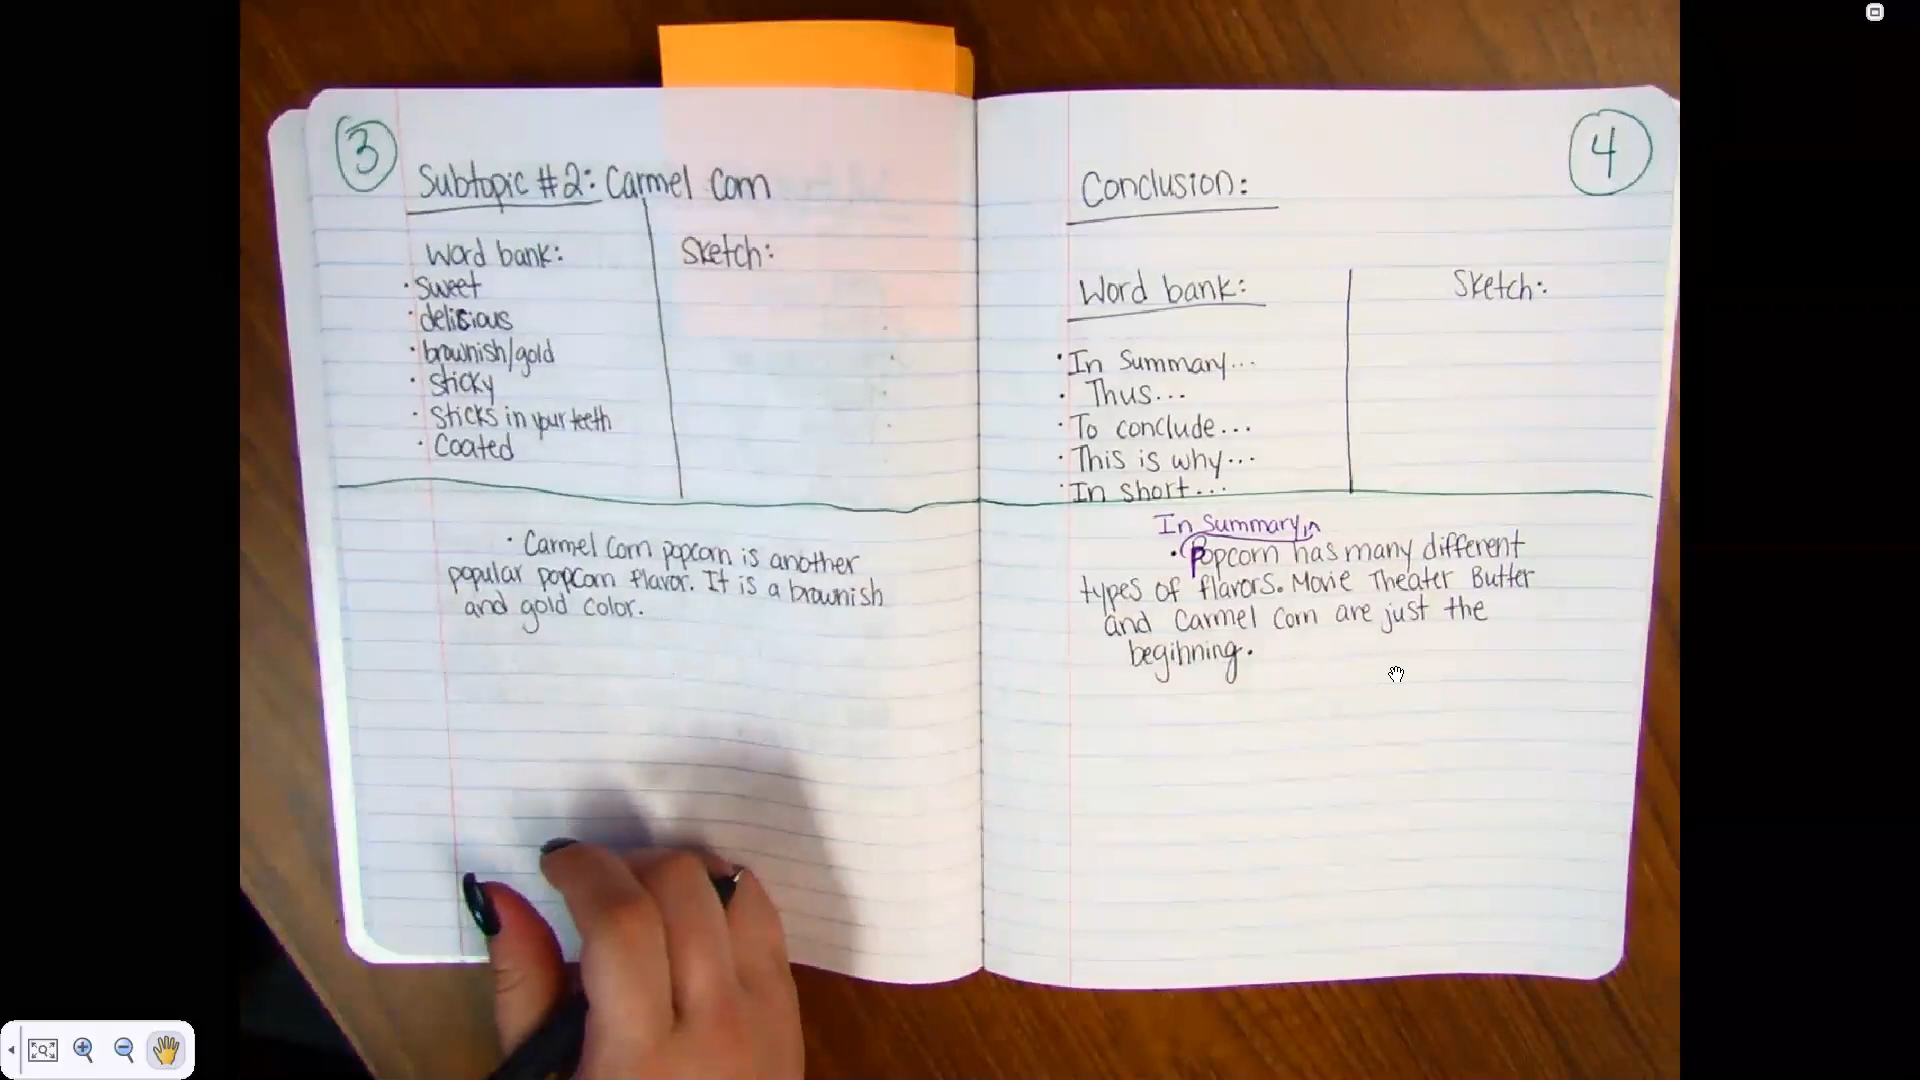 3
Subtopic #2: Carmel Corn
Word bank:
Sketch:
· Sweet
· delicious
· brownish/gold
· Sticky
· Sticks in your teeth
· Coated
· Carmel Corn popcorn is another
popular popcorn flavor. It is a brownish
and gold color.
4
Conclusion:
Word bank:
Sketch:
· In Summary...
· Thus...
· To conclude...
· This is why...
· In short...
In Summary,
· Popcorn has many different
types of flavors. Movie Theater Butter
and Carmel Corn are just the
beginning.